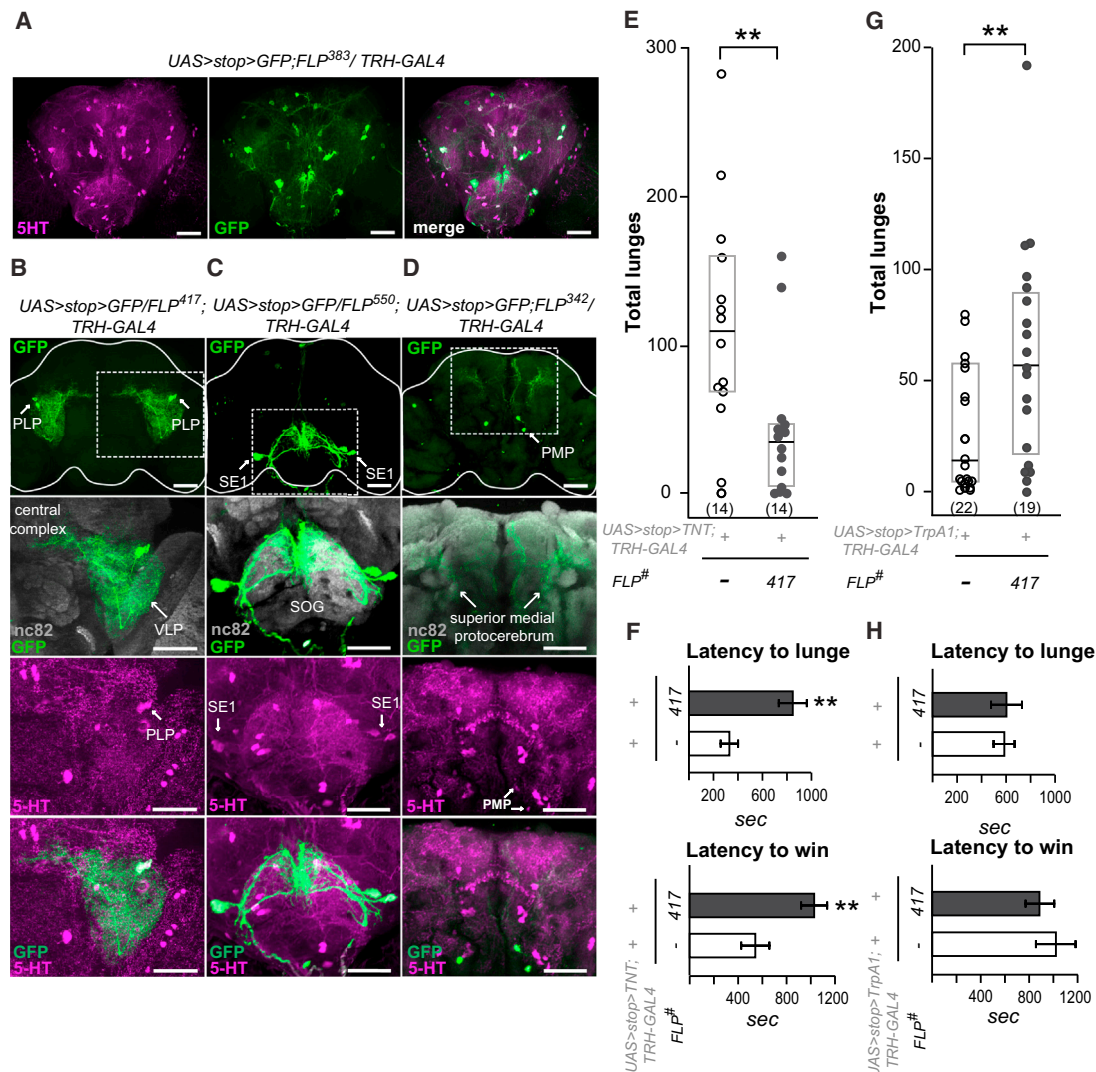 A
UAS>stop>GFP;FLP383/ TRH-GAL4
5HT
GFP
merge
B
UAS>stop>GFP/FLP417;
TRH-GAL4
GFP
PLP
PLP
central
complex
VLP
nc82
GFP
PLP
5-HT
GFP
5-HT
C
UAS>stop>GFP/FLP550;
TRH-GAL4
GFP
SE1
SE1
SOG
nc82
GFP
SE1
SE1
5-HT
GFP
5-HT
D
UAS>stop>GFP;FLP342/
TRH-GAL4
GFP
PMP
superior medial
protocerebrum
nc82
GFP
PMP
5-HT
GFP
5-HT
E
**
Total lunges
300
200
100
0
(14)
(14)
UAS>stop>TNT;
TRH-GAL4
+
+
FLP#
-
417
G
**
Total lunges
200
150
100
50
0
(22)
(19)
UAS>stop>TrpA1;
TRH-GAL4
+
+
FLP#
-
417
F
Latency to lunge
+
417
**
+
-
200
600
1000
sec
Latency to win
+
417
**
+
-
400
800
1200
sec
UAS>stop>TNT;
TRH-GAL4
FLP#
H
Latency to lunge
+
417
+
-
200
600
1000
sec
Latency to win
+
417
+
-
400
800
1200
sec
JAS>stop>TrpA1;
TRH-GAL4
FLP#